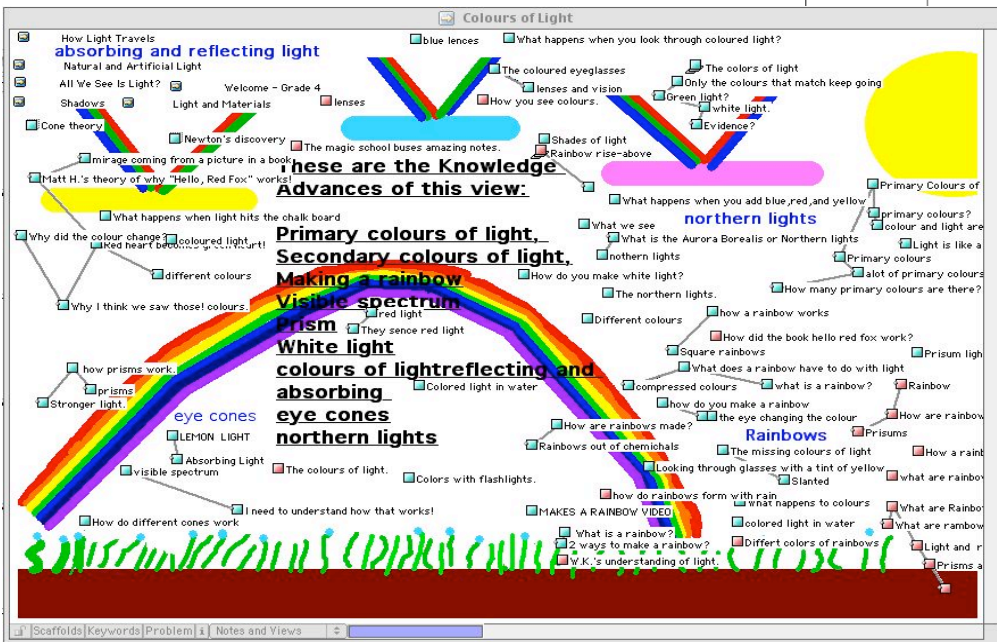 Colours of Light
How Light Travels
absorbing and reflecting light
Natural and Artificial Light
All We See Is Light?
Welcome - Grade 4
Shadows
Light and Materials
Cone theory
Newton's discovery
mirage coming from a picture in a book
Matt H.'s theory of why "Hello, Red Fox" works!
What happens when light hits the chalk board
Why did the colour change?
coloured light
Red heart becomes green heart!
different colours
Why I think we saw those! colours.
blue lences
What happens when you look through coloured light?
The coloured eyeglasses
lenses and vision
lenses
How you see colours.
The magic school buses amazing notes.
The colors of light
Only the colours that match keep going
Green light?
white light.
Evidence?
Shades of light
Rainbow rise-above
These are the Knowledge
Advances of this view:
Primary colours of light,
Secondary colours of light,
Making a rainbow
Visible spectrum
Prism
White light
colours of lightreflecting and
absorbing
eye cones
northern lights
red light
They sence red light
Colored light in water
What happens when you add blue,red,and yellow
northern lights
What we see
What is the Aurora Borealis or Northern lights
nothern lights
How do you make white light?
The northern lights.
Different colours
Primary Colours of
primary colours?
colour and light are
Light is like a
Primary colours
alot of primary colours
How many primary colours are there?
how a rainbow works
How did the book hello red fox work?
Square rainbows
Prisum ligh
What does a rainbow have to do with light
compressed colours
what is a rainbow?
Rainbow
how do you make a rainbow
the eye changing the colour
How are rainbow
How are rainbows made?
Rainbows
Prisums
Rainbows out of chemichals
The missing colours of light
How a rainb
Looking through glasses with a tint of yellow
Slanted
what are rainbo
how prisms work.
prisms
Stronger light.
eye cones
LEMON LIGHT
Absorbing Light
visible spectrum
The colours of light.
Colors with flashlights.
I need to understand how that works!
How do different cones work
how do rainbows form with rain
what happens to colours
MAKES A RAINBOW VIDEO
What are Rainbo
colored light in water
What are rambow
What is a rainbow?
2 ways to make a rainbow?
Differt colors of rainbows
Light and r
W.K.'s understanding of light.
Prisms a
Scaffolds
Keywords
Problem
i
Notes and Views